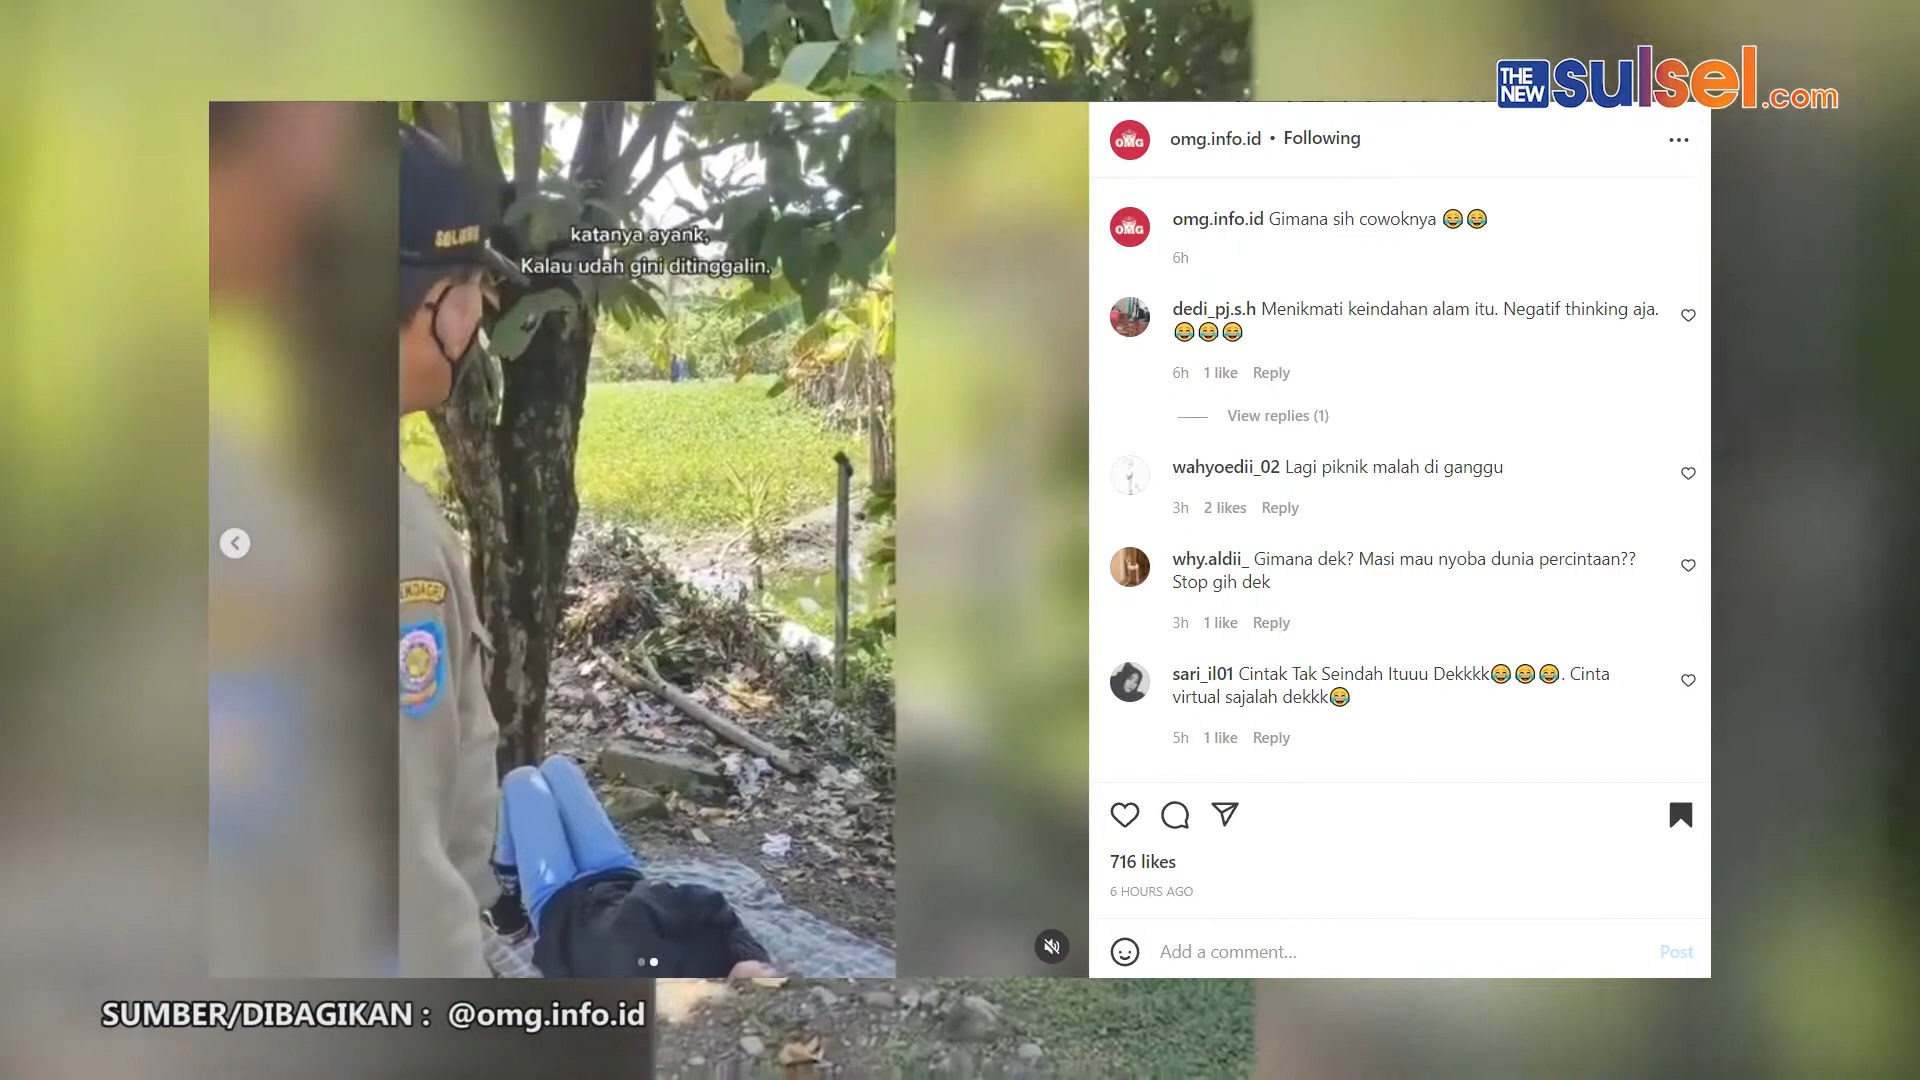 THE NEW sulsel.com
katanya ayank,
Kalau udah gini ditinggalin.
omg.info.id • Following
omg.info.id Gimana sih cowoknya 😂😂
6h
dedi_pj.s.h Menikmati keindahan alam itu. Negatif thinking aja.
😂😂😂
6h 1 like Reply
View replies (1)
wahyoedii_02 Lagi piknik malah di ganggu
3h 2 likes Reply
why.aldii_ Gimana dek? Masi mau nyoba dunia percintaan??
Stop gih dek
3h 1 like Reply
sari_il01 Cintak Tak Seindah Ituuu Dekkkk😂😂😂. Cinta
virtual sajalah dekkk😂
5h 1 like Reply
716 likes
6 HOURS AGO
Add a comment... Post
SUMBER/DIBAGIKAN : @omg.info.id